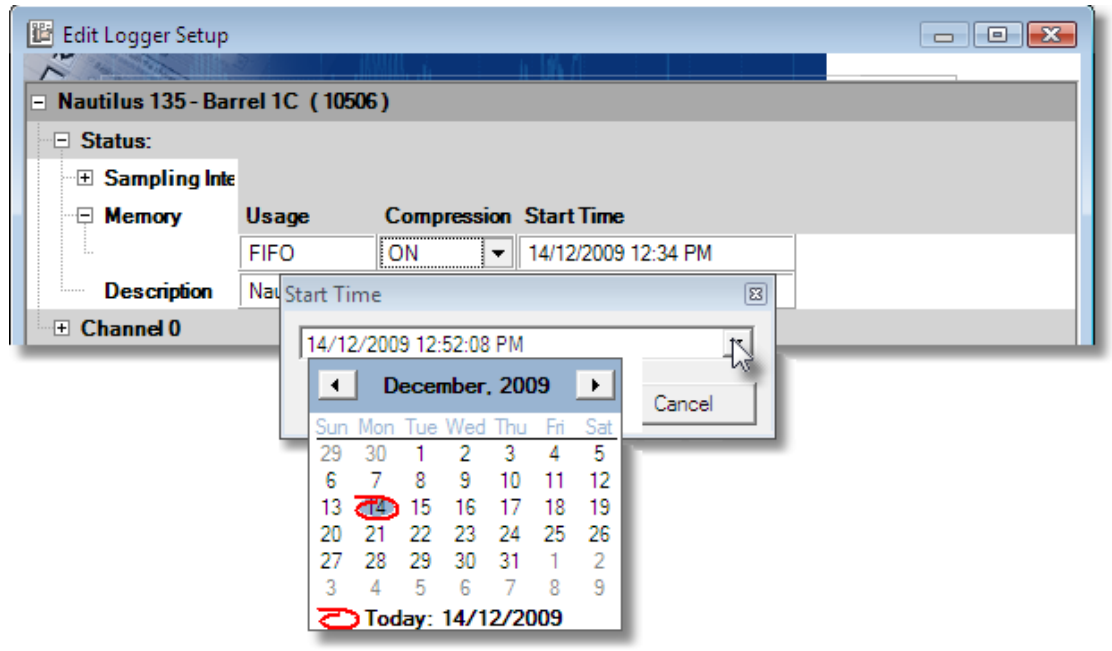 Edit Logger Setup
Nautilus 135 - Barrel 1C ( 10506 )
Status:
Sampling Inte
Memory Usage Compression Start Time
FIFO ON 14/12/2009 12:34 PM
Description Nau
Start Time
Channel 0
14/12/2009 12:52:08 PM
December, 2009
Cancel
Sun Mon Tue Wed Thu Fri Sat
29 30 1 2 3 4 5
6 7 8 9 10 11 12
13 14 15 16 17 18 19
20 21 22 23 24 25 26
27 28 29 30 31 1 2
3 4 5 6 7 8 9
Today: 14/12/2009